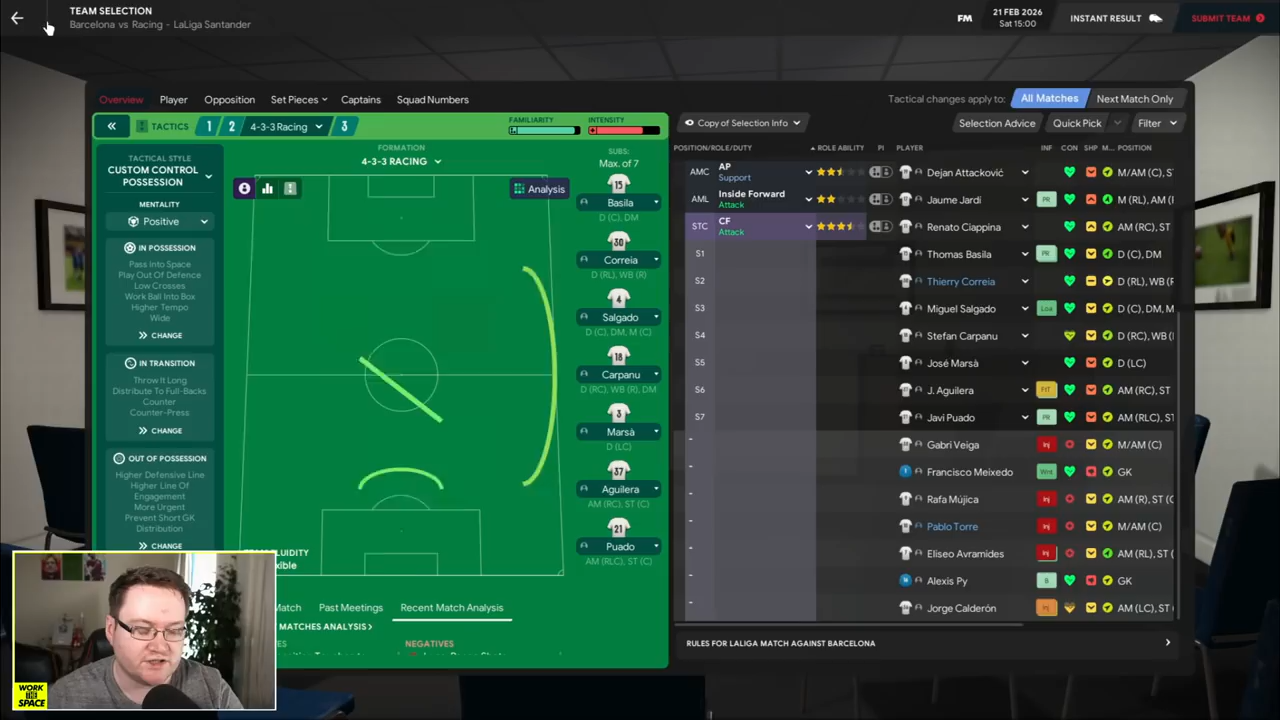 TEAM SELECTION
Barcelona vs Racing - LaLiga Santander
FM
21 FEB 2026
Sat 15:00
INSTANT RESULT
SUBMIT TEAM
Overview
Player
Opposition
Set Pieces
Captains
Squad Numbers
Tactical changes apply to:
All Matches
Next Match Only
TACTICS
1
2
4-3-3 Racing
3
FAMILIARITY
INTENSITY
Copy of Selection Info
Selection Advice
Quick Pick
Filter
TACTICAL STYLE
CUSTOM CONTROL
POSSESSION
MENTALITY
Positive
IN POSSESSION
Pass Into Space
Play Out Of Defence
Low Crosses
Work Ball Into Box
Higher Tempo
Wide
CHANGE
IN TRANSITION
Throw It Long
Distribute To Full-Backs
Counter
Counter-Press
CHANGE
OUT OF POSSESSION
Higher Defensive Line
Higher Line Of
Engagement
More Urgent
Prevent Short GK
Distribution
CHANGE
FORMATION
4-3-3 RACING
Analysis
SUBS:
Max. of 7
15
Basila
D (C), DM
30
Correia
D (RL), WB (R)
4
Salgado
D (C), DM, M (C)
18
Carpanu
D (RC), WB (R), DM
3
Marsà
D (LC)
37
Aguilera
AM (RC), ST (C)
21
Puado
AM (RLC), ST (C)
Past Meetings
Recent Match Analysis
MATCHES ANALYSIS
NEGATIVES
POSITION/ROLE/DUTY
ROLE ABILITY
PI
PLAYER
INF
CON
SHP
M...
POSITION
AMC AP Support Dejan Attacković M/AM (C), S
AML Inside Forward Attack Jaume Jardí PR M (RL), AM (
STC CF Attack Renato Ciappina AM (RC), ST
S1 Thomas Basila PR D (C), DM
S2 Thierry Correia D (RL), WB (R
S3 Miguel Salgado Loa D (C), DM, M
S4 Stefan Carpanu D (RC), WB (R
S5 José Marsà D (LC)
S6 J. Aguilera AM (RC), ST
S7 Javi Puado PR AM (RLC), ST
- Gabri Veiga Inj M/AM (C)
- Francisco Meixedo Wnt GK
- Rafa Mújica Inj AM (R), ST (C
- Pablo Torre Inj M/AM (C)
- Eliseo Avramides Inj AM (RL), ST
- Alexis Py GK
- Jorge Calderón AM (LC), ST
RULES FOR LALIGA MATCH AGAINST BARCELONA
WORK
THE
SPACE